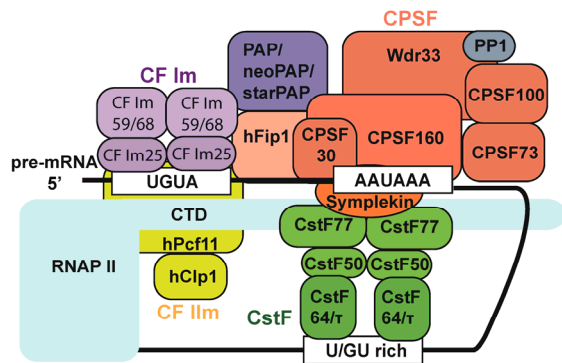 CPSF
PAP/
neoPAP/
starPAP
Wdr33
PP1
CF Im
CF Im
59/68
CF Im
59/68
CPSF100
CF Im25
CF Im25
hFip1
CPSF
30
CPSF160
CPSF73
pre-mRNA
5'
UGUA
AAUAAA
Symplekin
CTD
CstF77
CstF77
hPcf11
RNAP II
hClp1
CstF50
CstF50
CF IIm
CstF
CstF
64/τ
CstF
64/τ
U/GU rich